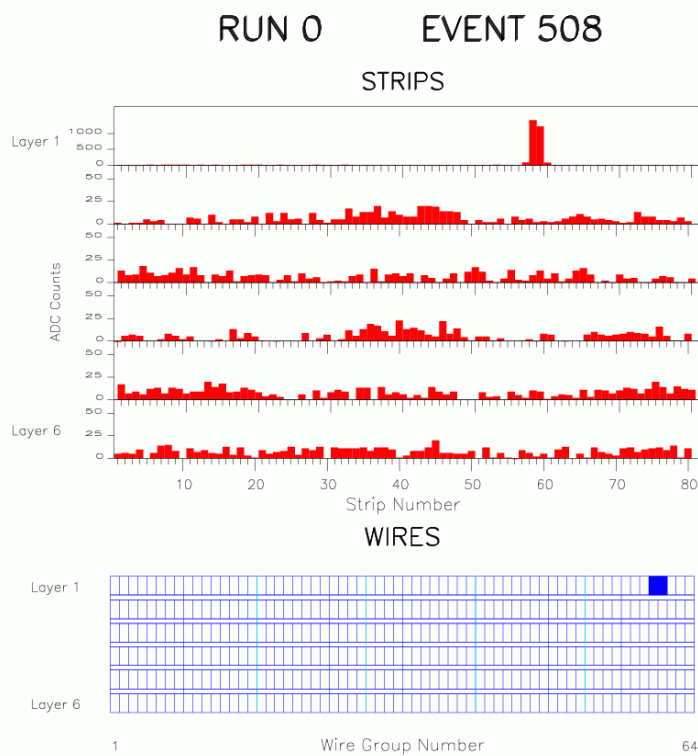 RUN 0 EVENT 508
STRIPS
Layer 1
1000
500
0
50
25
0
50
25
0
ADC Counts
50
25
0
50
25
0
50
Layer 6
25
0
10 20 30 40 50 60 70 80
Strip Number
WIRES
Layer 1
Layer 6
1 Wire Group Number 64